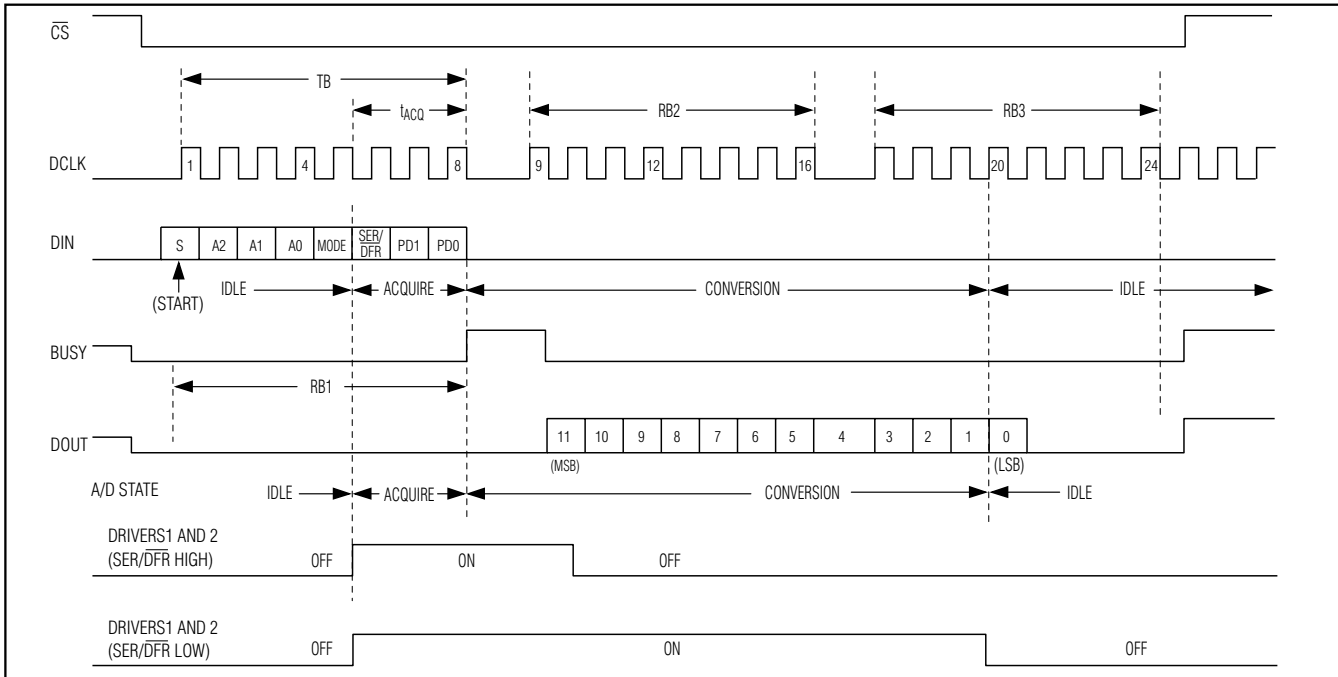 CS
TB
tACQ
RB2
RB3
DCLK
1
4
8
9
12
16
20
24
DIN
S
A2
A1
A0
MODE
SER/
DFR
PD1
PD0
(START)
IDLE
ACQUIRE
CONVERSION
IDLE
BUSY
RB1
DOUT
11
10
9
8
7
6
5
4
3
2
1
0
(MSB)
(LSB)
A/D STATE
IDLE
ACQUIRE
CONVERSION
IDLE
DRIVERS1 AND 2
(SER/DFR HIGH)
OFF
ON
OFF
DRIVERS1 AND 2
(SER/DFR LOW)
OFF
ON
OFF